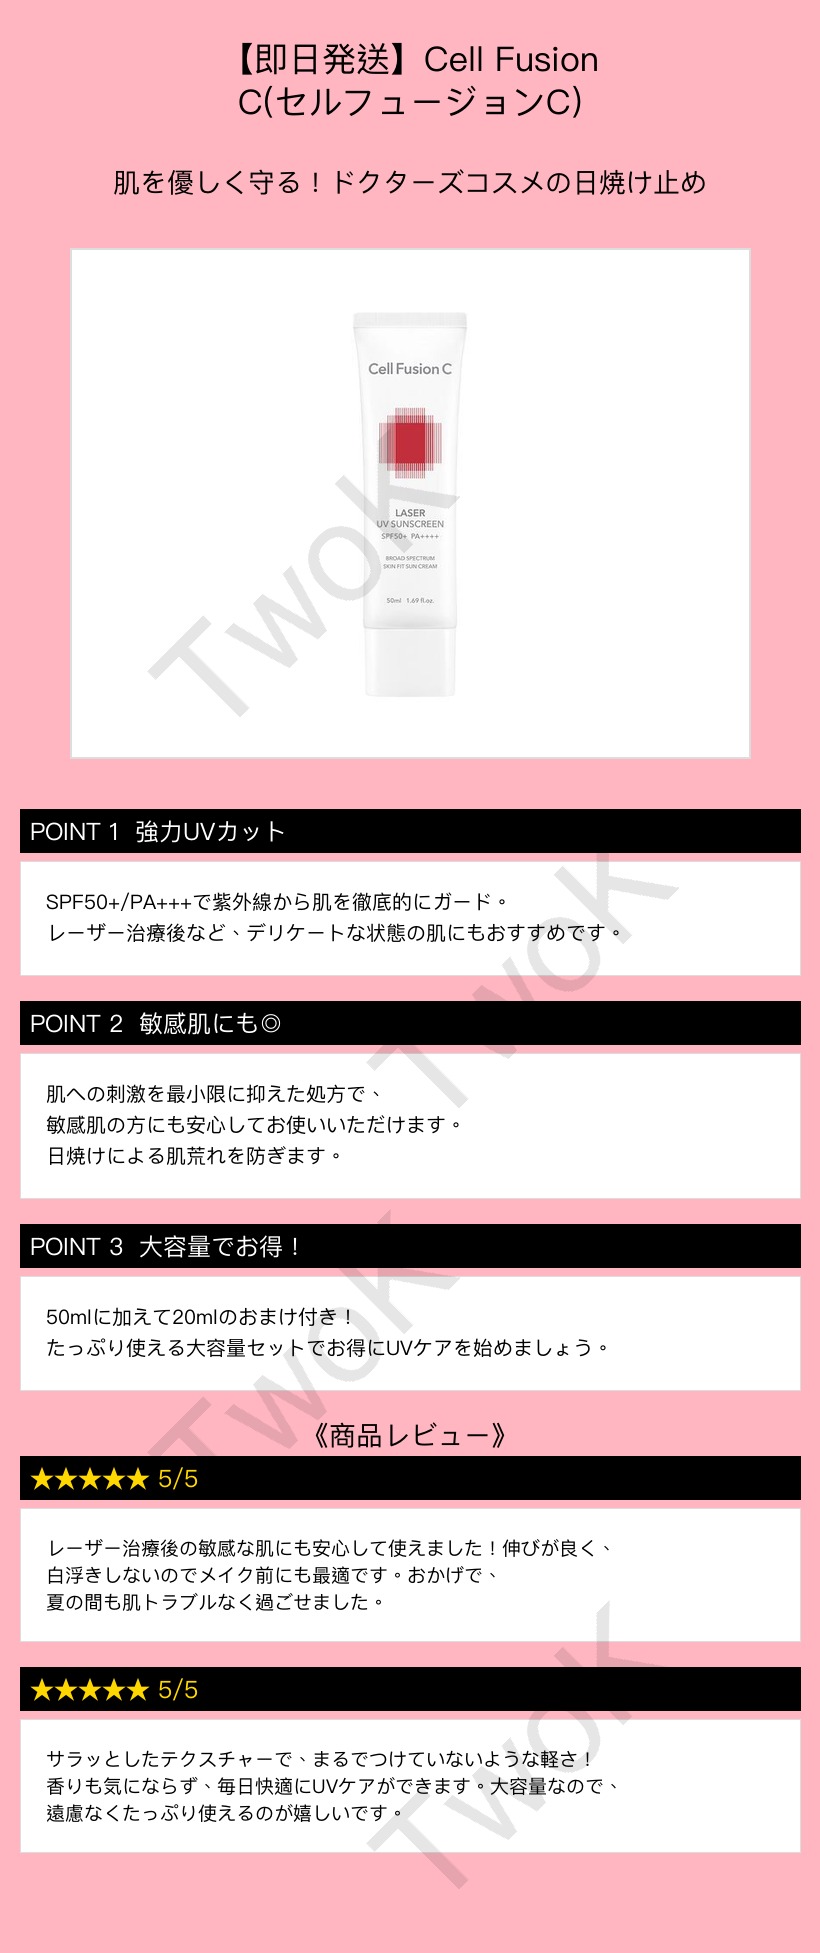 【即日発送】Cell Fusion
C(セルフュージョンC)
肌を優しく守る！ドクターズコスメの日焼け止め
Cell Fusion C
LASER
UV SUNSCREEN
SPF50+ PA++++
BROAD SPECTRUM
SKIN FIT SUN CREAM
50ml 1.69 fl.oz.
TwoK
POINT 1 強力UVカット
SPF50+/PA+++で紫外線から肌を徹底的にガード。
レーザー治療後など、デリケートな状態の肌にもおすすめです。
TwoK
POINT 2 敏感肌にも◎
肌への刺激を最小限に抑えた処方で、
敏感肌の方にも安心してお使いいただけます。
日焼けによる肌荒れを防ぎます。
POINT 3 大容量でお得！
50mlに加えて20mlのおまけ付き！
たっぷり使える大容量セットでお得にUVケアを始めましょう。
TwoK
《商品レビュー》
★★★★★ 5/5
レーザー治療後の敏感な肌にも安心して使えました！伸びが良く、
白浮きしないのでメイク前にも最適です。おかげで、
夏の間も肌トラブルなく過ごせました。
★★★★★ 5/5
サラッとしたテクスチャーで、まるでつけていないような軽さ！
香りも気にならず、毎日快適にUVケアができます。大容量なので、
遠慮なくたっぷり使えるのが嬉しいです。
TwoK